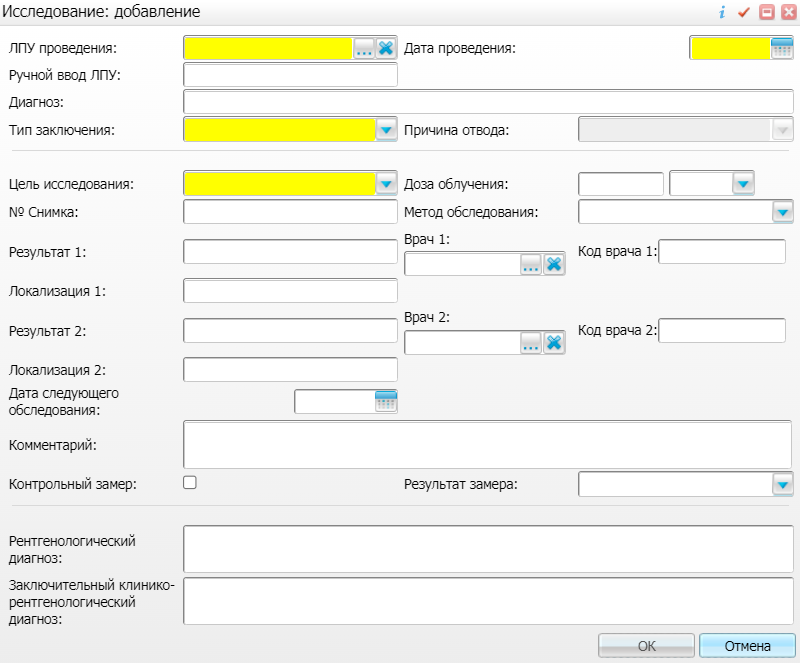 Исследование: добавление
ЛПУ проведения: Дата проведения:
Ручной ввод ЛПУ:
Диагноз:
Тип заключения: Причина отвода:
Цель исследования: Доза облучения:
№ Снимка: Метод обследования:
Результат 1: Врач 1: Код врача 1:
Локализация 1:
Результат 2: Врач 2: Код врача 2:
Локализация 2:
Дата следующего
обследования:
Комментарий:
Контрольный замер: Результат замера:
Рентгенологический
диагноз:
Заключительный клинико-
рентгенологический
диагноз:
ОК Отмена